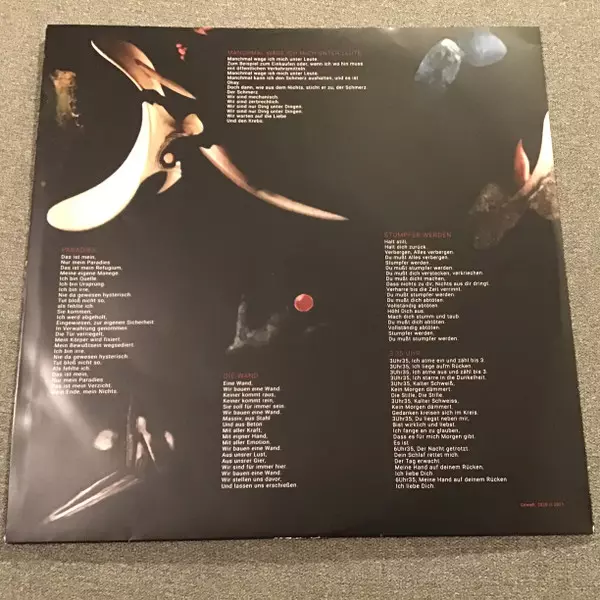 MANCHMAL WAGE ICH MICH UNTER LEUTE
Manchmal wage ich mich unter Leute.
Zum Beispiel zum Einkaufen oder, wenn ich wo hin muss
mit öffentlichen Verkehrsmitteln.
Manchmal wage ich mich unter Leute.
Manchmal kann ich den Schmerz aushalten, und es ist
Okay.
Doch dann, wie aus dem Nichts, sticht er zu, der Schmerz.
Der Schmerz.
Wir sind mechanisch.
Wir sind zerbrechlich.
Wir sind nur Ding unter Dingen.
Wir sind nur Ding unter Dingen.
Wir warten auf die Liebe
Und den Krebs.
PARADIES
Das ist mein,
Nur mein Paradies
Das ist mein Refugium,
Meine eigene Manege.
Ich bin Quelle.
Ich bin Ursprung.
Ich bin irre.
Nie da gewesen hysterisch.
Tut bloß nicht so,
als fehlte ich
Sie kommen,
Ich werd abgeholt,
Eingewiesen, zur eigenen Sicherheit
In Verwahrung genommen
Die Tür verriegelt,
Mein Körper wird fixiert.
Mein Bewußtsein wegsediert.
Ich bin irre.
Nie da gewesen hysterisch.
Tut bloß nicht so,
Als fehlte ich.
Das ist mein,
Nur mein Paradies
Das ist mein Verzicht.
Mein Ende, mein Nichts.
DIE WAND
Eine Wand,
Wir bauen eine Wand.
Keiner kommt raus,
Keiner kommt rein,
Sie soll für immer sein.
Wir bauen eine Wand,
Massiv, aus Stahl
Und aus Beton
Mit aller Kraft,
Mit eigner Hand,
Mit aller Emotion.
Wir bauen eine Wand.
Aus unsrer Lust,
Aus unsrer Gier,
Wir sind für immer hier.
Wir bauen eine Wand.
Wir stellen uns davor,
Und lassen uns erschießen.
STUMPFER WERDEN
Halt still,
Halt dich zurück.
Verbergen, Alles verbergen.
Du mußt Alles verbergen.
Stumpfer werden.
Du mußt stumpfer werden.
Du mußt dich verstecken, verkriechen.
Du mußt dicht machen,
Dass nichts zu dir, Nichts aus dir dringt.
Verharre bis die Zeit verrinnt.
Du mußt dich abtöten.
Vollständig abtöten.
Höhl Dich aus.
Mach dich stumm und taub
Du mußt dich abtöten.
Vollständig abtöten.
Stumpfer werden,
Du mußt stumpfer werden.
3:35 UHR
3Uhr35, Ich atme ein und zähl bis 3.
3Uhr35, Ich liege aufm Rücken.
3Uhr35, Ich atme aus und zähl bis 3.
3Uhr35, Ich starre in die Dunkelheit.
3Uhr35, Kalter Schweiß,
Kein Morgen dämmert.
Die Stille, Die Stille.
3Uhr35, Kalter Schweiss,
Kein Morgen dämmert.
Gedanken kreisen sich im Kreis.
3Uhr35, Du liegst neben mir,
Bist wirklich und liebst.
Ich fange an zu glauben,
Dass es für mich Morgen gibt.
Es ist
6Uhr35, Der Nacht getrotzt.
Dein Schlaf rettet mich.
Der Tag erwacht
Meine Hand auf deinem Rücken,
Ich liebe Dich
6Uhr35, Meine Hand auf deinem Rücken
Ich liebe Dich.